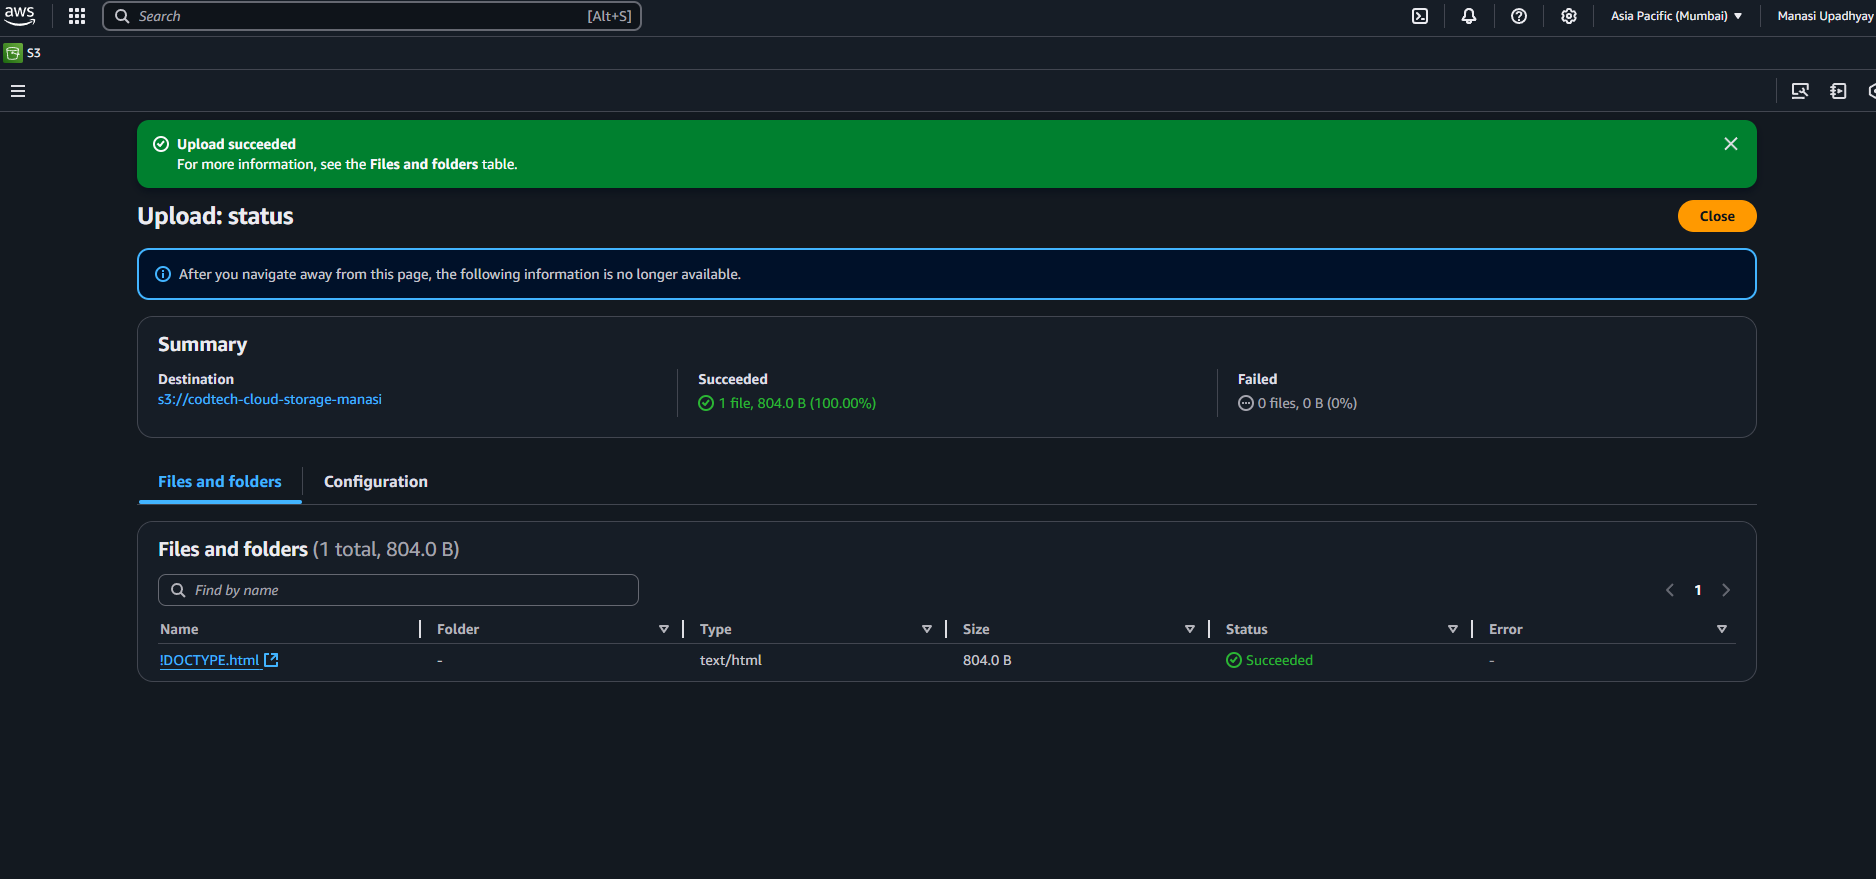 aws
Search [Alt+S]
Asia Pacific (Mumbai)
Manasi Upadhyay
S3
Upload succeeded
For more information, see the Files and folders table.
Upload: status
Close
After you navigate away from this page, the following information is no longer available.
Summary
Destination
s3://codtech-cloud-storage-manasi
Succeeded
1 file, 804.0 B (100.00%)
Failed
0 files, 0 B (0%)
Files and folders
Configuration
Files and folders (1 total, 804.0 B)
Find by name
1
Name Folder Type Size Status Error
!DOCTYPE.html - text/html 804.0 B Succeeded -